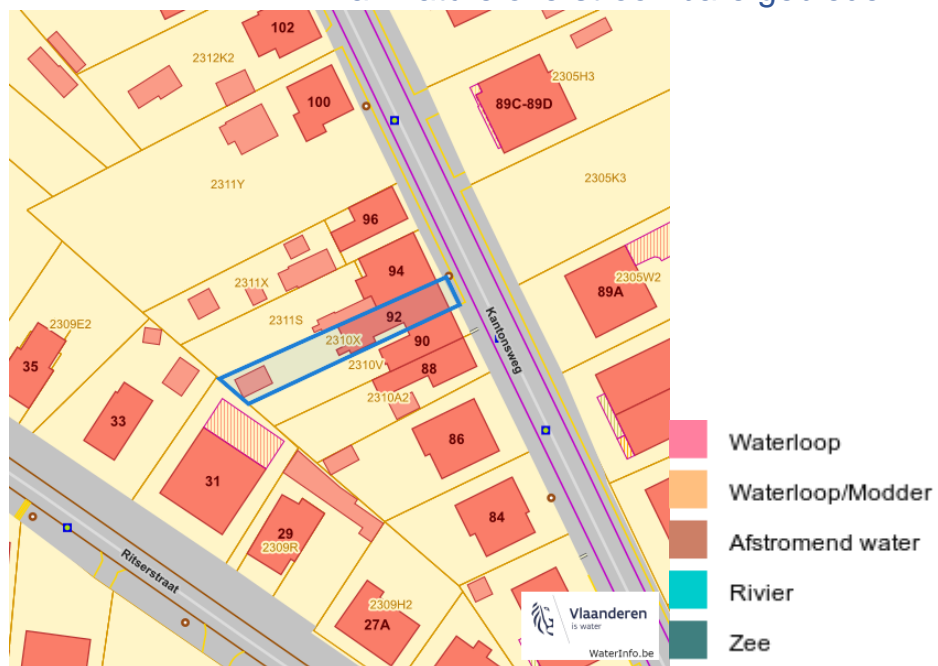 102
2312K2
2305H3
100
89C-89D
2311Y
2305K3
96
94
2311X
89A
2305W2
2311S
92
2310X
2309E2
Kantonsweg
90
35
2310V
88
2310A2
33
86
31
84
29
2309R
Ritserstraat
2309H2
27A
Vlaanderen
is water
WaterInfo.be
Waterloop
Waterloop/Modder
Afstromend water
Rivier
Zee